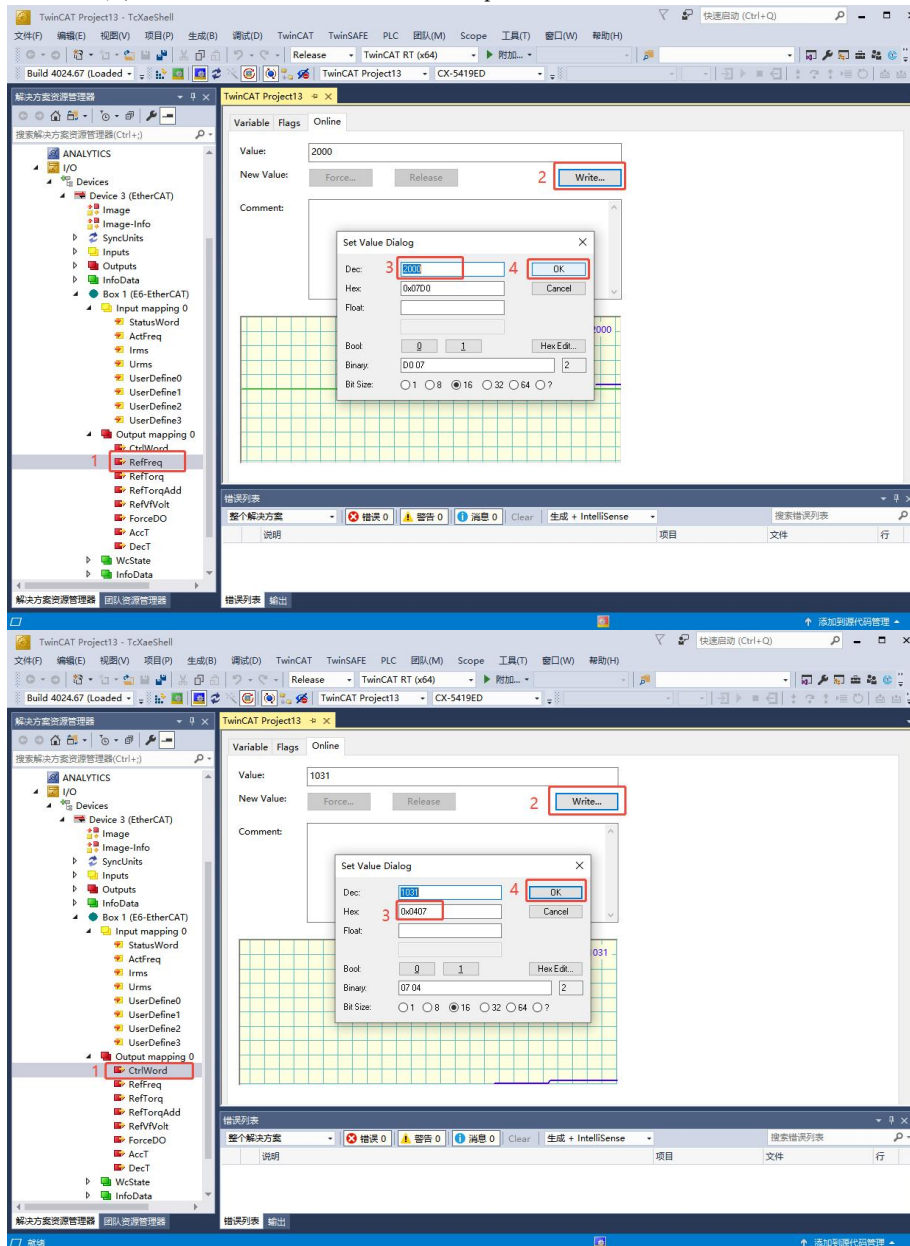 TwinCAT Project13 - TcXaeShell
快速启动 (Ctrl+Q)
文件(F) 编辑(E) 视图(V) 项目(P) 生成(B) 调试(D) TwinCAT TwinSAFE PLC 团队(M) Scope 工具(T) 窗口(W) 帮助(H)
Release TwinCAT RT (x64) 附加...
Build 4024.67 (Loaded TwinCAT Project13 CX-5419ED
解决方案资源管理器
TwinCAT Project13
搜索解决方案资源管理器(Ctrl+;)
ANALYTICS
I/O
Devices
Device 3 (EtherCAT)
Image
Image-Info
SyncUnits
Inputs
Outputs
InfoData
Box 1 (E6-EtherCAT)
Input mapping 0
StatusWord
ActFreq
Irms
Urms
UserDefine0
UserDefine1
UserDefine2
UserDefine3
Output mapping 0
CtrlWord
1 RefFreq
RefTorq
RefTorqAdd
RefVfVolt
ForceDO
AccT
DecT
WcState
InfoData
解决方案资源管理器 团队资源管理器
Variable Flags Online
Value: 2000
New Value: Force... Release 2 Write...
Comment:
Set Value Dialog
Dec: 3 2000 4 OK
Hex: 0x07D0 Cancel
Float:
2000
Bool: 0 1 Hex Edit...
Binary: D0 07 2
Bit Size: 1 8 16 32 64 ?
错误列表
整个解决方案 错误 0 警告 0 消息 0 Clear 生成 + IntelliSense 搜索错误列表
说明 项目 文件 行
错误列表 输出
添加到源代码管理
TwinCAT Project13 - TcXaeShell
快速启动 (Ctrl+Q)
文件(F) 编辑(E) 视图(V) 项目(P) 生成(B) 调试(D) TwinCAT TwinSAFE PLC 团队(M) Scope 工具(T) 窗口(W) 帮助(H)
Release TwinCAT RT (x64) 附加...
Build 4024.67 (Loaded TwinCAT Project13 CX-5419ED
解决方案资源管理器
TwinCAT Project13
搜索解决方案资源管理器(Ctrl+;)
ANALYTICS
I/O
Devices
Device 3 (EtherCAT)
Image
Image-Info
SyncUnits
Inputs
Outputs
InfoData
Box 1 (E6-EtherCAT)
Input mapping 0
StatusWord
ActFreq
Irms
Urms
UserDefine0
UserDefine1
UserDefine2
UserDefine3
Output mapping 0
1 CtrlWord
RefFreq
RefTorq
RefTorqAdd
RefVfVolt
ForceDO
AccT
DecT
WcState
InfoData
解决方案资源管理器 团队资源管理器
Variable Flags Online
Value: 1031
New Value: Force... Release 2 Write...
Comment:
Set Value Dialog
Dec: 1031 4 OK
Hex: 3 0x0407 Cancel
Float:
031
Bool: 0 1 Hex Edit...
Binary: 07 04 2
Bit Size: 1 8 16 32 64 ?
错误列表
整个解决方案 错误 0 警告 0 消息 0 Clear 生成 + IntelliSense 搜索错误列表
说明 项目 文件 行
错误列表 输出
就绪 添加到源代码管理